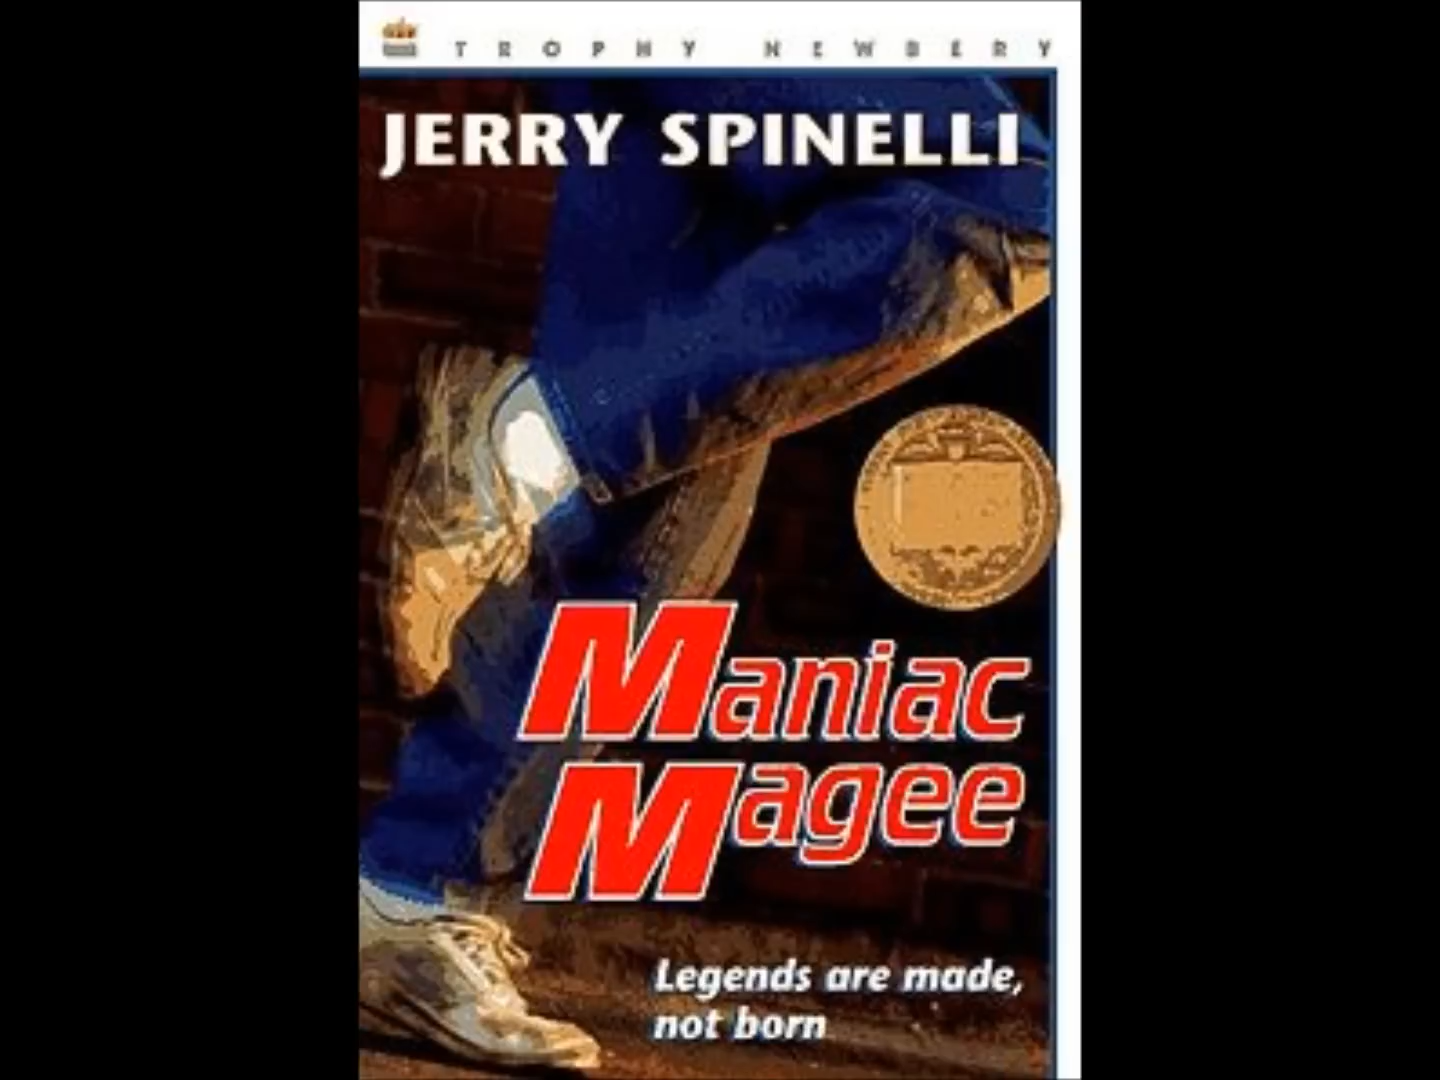 TROPHY NEWBERY
JERRY SPINELLI
Maniac
Magee
Legends are made,
not born